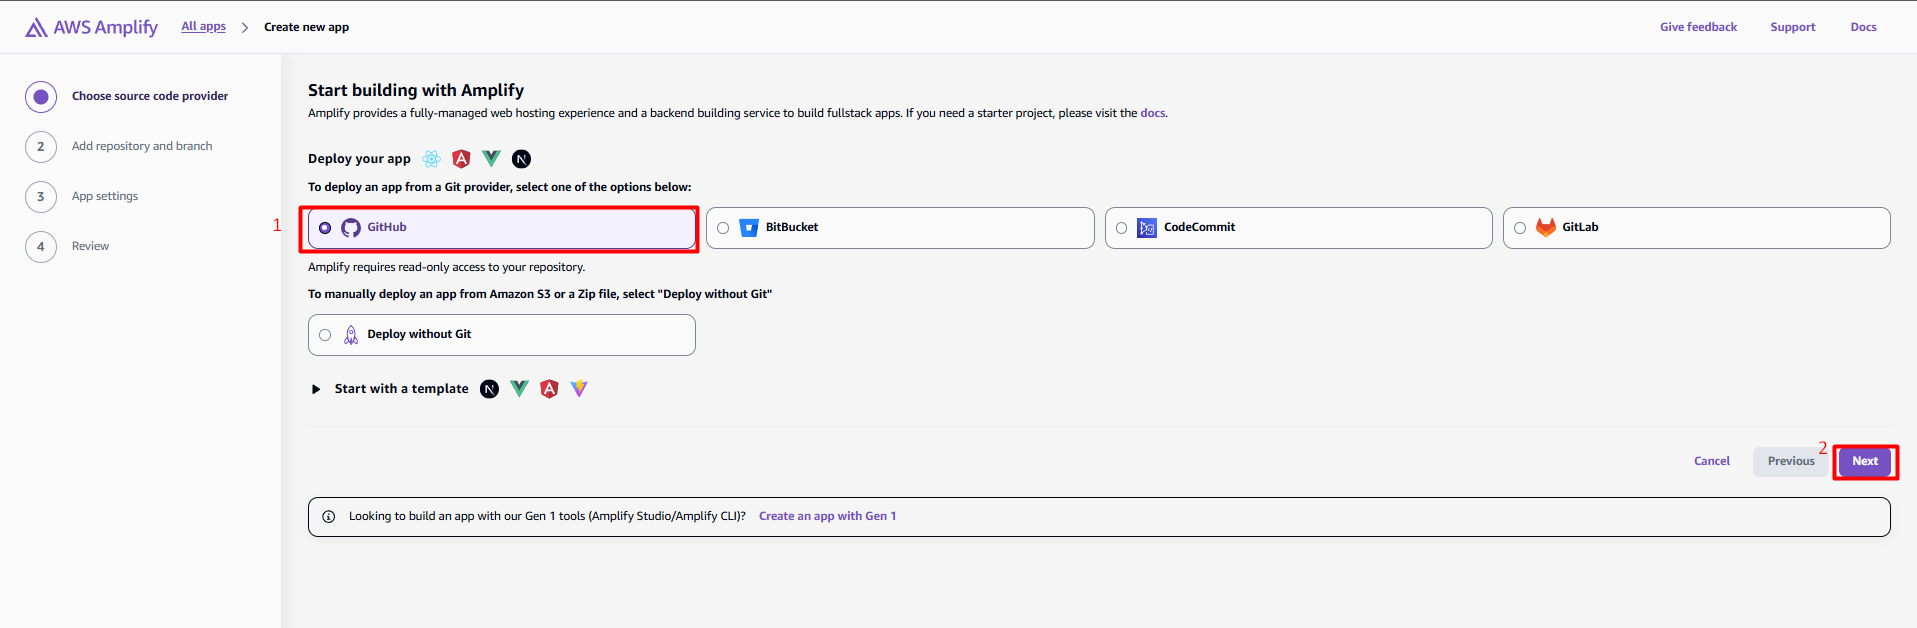 AWS Amplify All apps > Create new app Give feedback Support Docs
Choose source code provider
2 Add repository and branch
3 App settings
4 Review
Start building with Amplify
Amplify provides a fully-managed web hosting experience and a backend building service to build fullstack apps. If you need a starter project, please visit the docs.
Deploy your app
To deploy an app from a Git provider, select one of the options below:
1 GitHub BitBucket CodeCommit GitLab
Amplify requires read-only access to your repository.
To manually deploy an app from Amazon S3 or a Zip file, select "Deploy without Git"
Deploy without Git
Start with a template
Cancel Previous 2 Next
Looking to build an app with our Gen 1 tools (Amplify Studio/Amplify CLI)? Create an app with Gen 1